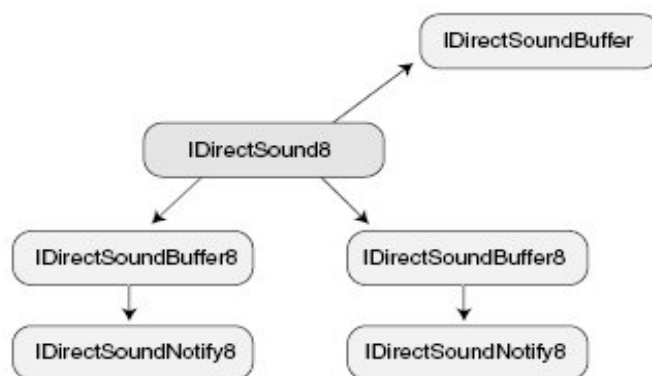 IDirectSoundBuffer
IDirectSound8
IDirectSoundBuffer8
IDirectSoundBuffer8
IDirectSoundNotify8
IDirectSoundNotify8